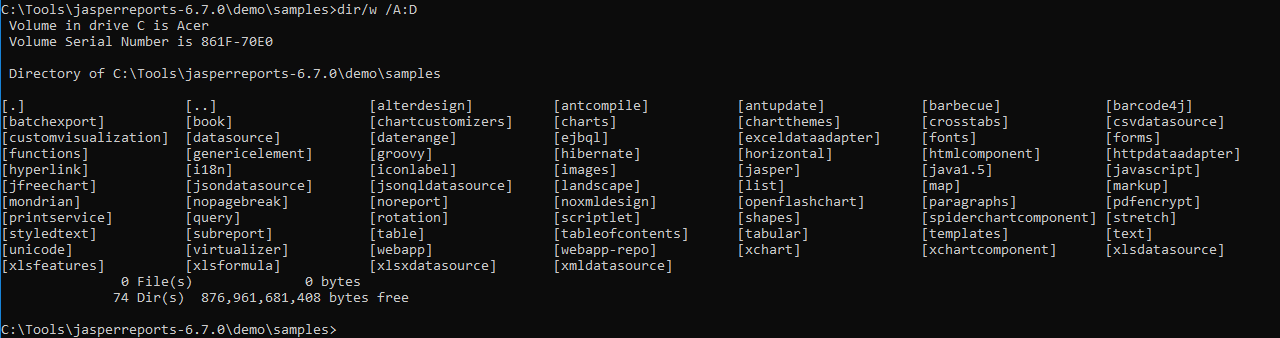 C:\Tools\jasperreports-6.7.0\demo\samples>dir/w /A:D
 Volume in drive C is Acer
 Volume Serial Number is 861F-70E0

 Directory of C:\Tools\jasperreports-6.7.0\demo\samples

[.]                    [..]                   [alterdesign]          [antcompile]           [antupdate]            [barbecue]             [barcode4j]
[batchexport]          [book]                 [chartcustomizers]     [charts]               [chartthemes]          [crosstabs]            [csvdatasource]
[customvisualization]  [datasource]           [daterange]            [ejbql]                [exceldataadapter]     [fonts]                [forms]
[functions]            [genericelement]       [groovy]               [hibernate]            [horizontal]           [htmlcomponent]        [httpdataadapter]
[hyperlink]            [i18n]                 [iconlabel]            [images]               [jasper]               [java1.5]              [javascript]
[jfreechart]           [jsondatasource]       [jsonqldatasource]     [landscape]            [list]                 [map]                  [markup]
[mondrian]             [nopagebreak]          [noreport]             [noxmldesign]          [openflashchart]       [paragraphs]           [pdfencrypt]
[printservice]         [query]                [rotation]             [scriptlet]            [shapes]               [spiderchartcomponent] [stretch]
[styledtext]           [subreport]            [table]                [tableofcontents]      [tabular]              [templates]            [text]
[unicode]              [virtualizer]          [webapp]               [webapp-repo]          [xchart]               [xchartcomponent]      [xlsdatasource]
[xlsfeatures]          [xlsformula]           [xlsxdatasource]       [xmldatasource]
               0 File(s)              0 bytes
              74 Dir(s)  876,961,681,408 bytes free

C:\Tools\jasperreports-6.7.0\demo\samples>